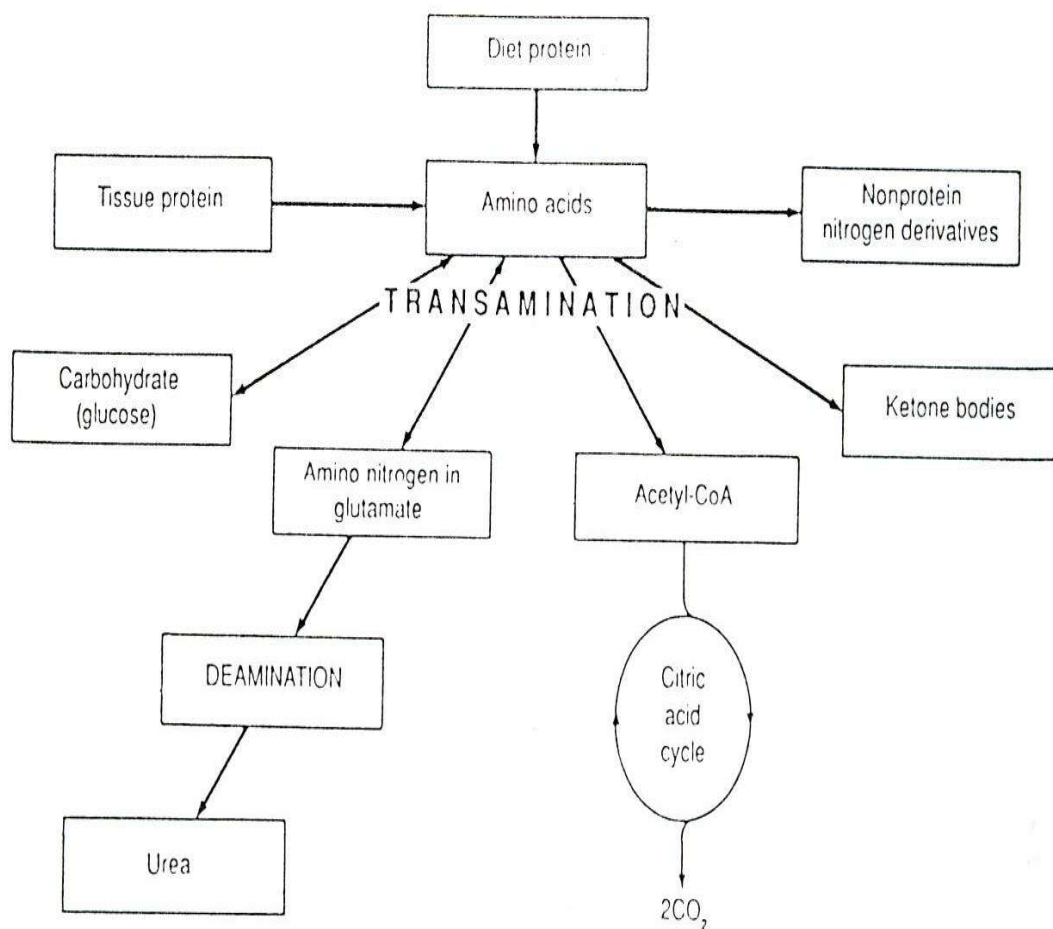 Diet protein
Tissue protein
Amino acids
Nonprotein
nitrogen derivatives
TRANSAMINATION
Carbohydrate
(glucose)
Ketone bodies
Amino nitrogen in
glutamate
Acetyl-CoA
DEAMINATION
Citric
acid
cycle
Urea
2CO₂